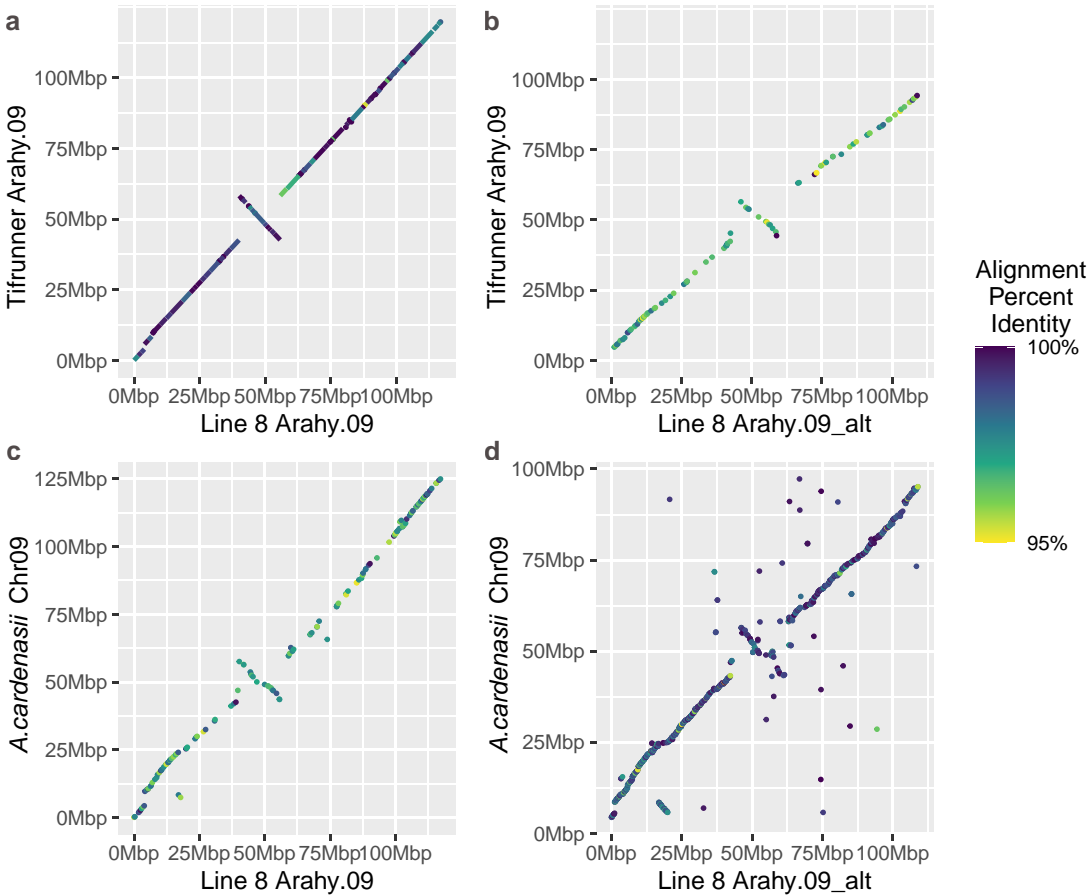 a
Tifrunner Arahy.09
100Mbp
75Mbp
50Mbp
25Mbp
0Mbp
0Mbp 25Mbp 50Mbp 75Mbp 100Mbp
Line 8 Arahy.09
b
Tifrunner Arahy.09
100Mbp
75Mbp
50Mbp
25Mbp
0Mbp
0Mbp 25Mbp 50Mbp 75Mbp 100Mbp
Line 8 Arahy.09_alt
c
A.cardenasii Chr09
125Mbp
100Mbp
75Mbp
50Mbp
25Mbp
0Mbp
0Mbp 25Mbp 50Mbp 75Mbp 100Mbp
Line 8 Arahy.09
d
A.cardenasii Chr09
100Mbp
75Mbp
50Mbp
25Mbp
0Mbp
0Mbp 25Mbp 50Mbp 75Mbp 100Mbp
Line 8 Arahy.09_alt
Alignment
Percent
Identity
100%
95%